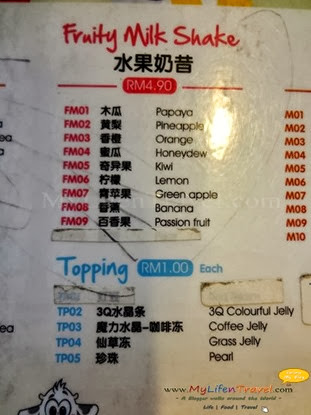 Fruity Milk Shake
水果奶昔
RM4.90
FM01 木瓜 Papaya M01
FM02 黄梨 Pineapple M02
FM03 香橙 Orange M03
FM04 蜜瓜 Honeydew M04
FM05 奇异果 Kiwi M05
FM06 柠檬 Lemon M06
FM07 青苹果 Green apple M07
FM08 香蕉 Banana M08
FM09 百香果 Passion fruit M09
M10
Topping RM1.00 Each
TP02 3Q水晶条 3Q Colourful Jelly
TP03 魔力水晶-咖啡冻 Coffee Jelly
TP04 仙草冻 Grass Jelly
TP05 珍珠 Pearl
www.MyLifenTravel.com
A Blogger walks around the World
Life | Food | Travel